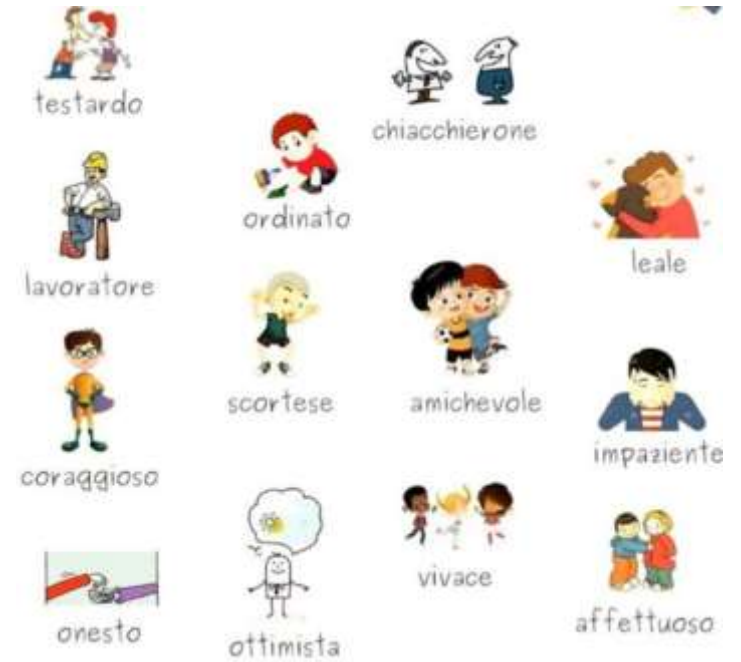 testardo
chiacchierone
ordinato
leale
lavoratore
scortese
amichevole
impaziente
coraggioso
vivace
affettuoso
onesto
ottimista